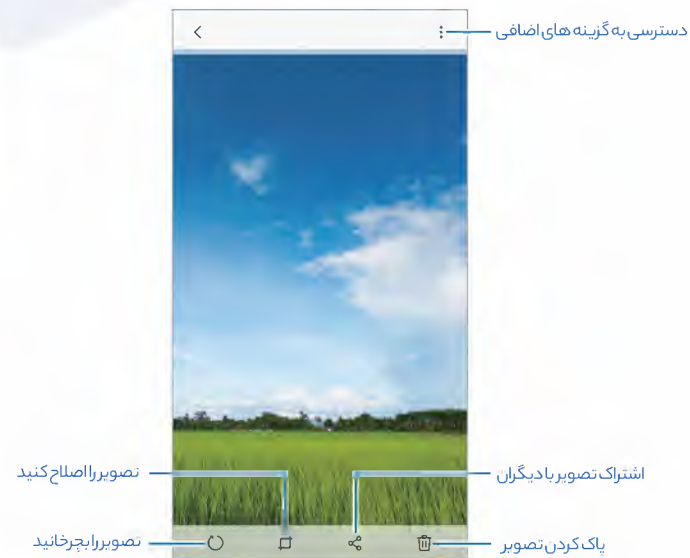 دسترسی به گزینه های اضافی
اشتراک تصویر با دیگران
تصویر را اصلاح کنید
پاک کردن تصویر
تصویر را بچرخانید